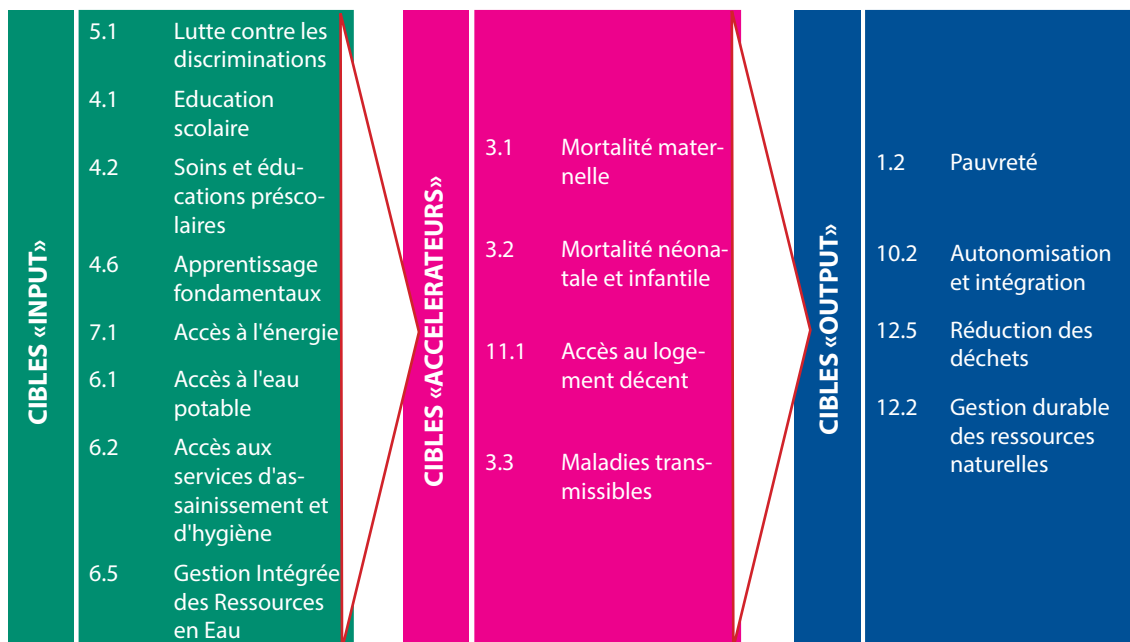 CIBLES «INPUT»
5.1 Lutte contre les
discriminations
4.1 Education
scolaire
4.2 Soins et édu-
cations présco-
laires
4.6 Apprentissage
fondamentaux
7.1 Accès à l'énergie
6.1 Accès à l'eau
potable
6.2 Accès aux
services d'as-
sainissement et
d'hygiène
6.5 Gestion Intégrée
des Ressources
en Eau
CIBLES «ACCELERATEURS»
3.1 Mortalité mater-
nelle
3.2 Mortalité néona-
tale et infantile
11.1 Accès au loge-
ment décent
3.3 Maladies trans-
missibles
CIBLES «OUTPUT»
1.2 Pauvreté
10.2 Autonomisation
et intégration
12.5 Réduction des
déchets
12.2 Gestion durable
des ressources
naturelles